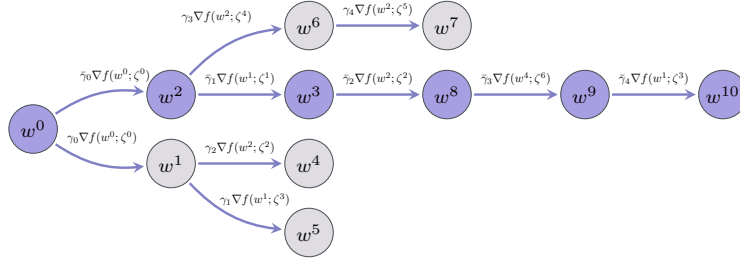 γ₃∇f(w²; ζ⁴)
γ₄∇f(w²; ζ⁵)
w⁶
w⁷
γ̄₀∇f(w⁰; ζ⁰)
γ̄₁∇f(w¹; ζ¹)
γ̄₂∇f(w²; ζ²)
γ̄₃∇f(w⁴; ζ⁶)
γ̄₄∇f(w¹; ζ³)
w²
w³
w⁸
w⁹
w¹⁰
w⁰
γ₀∇f(w⁰; ζ⁰)
γ₂∇f(w²; ζ²)
w¹
w⁴
γ₁∇f(w¹; ζ³)
w⁵